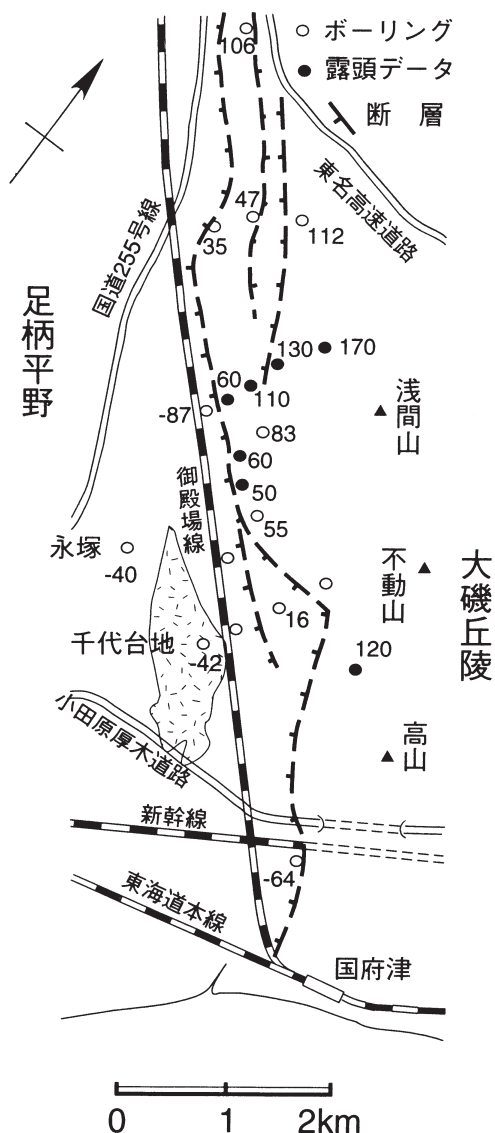 ボーリング
106
露頭データ
断層
東名高速道路
47
35
112
国道255号線
足柄平野
130
170
60
110
-87
浅間山
83
60
御殿場線
50
55
永塚
-40
不動山
大磯丘陵
16
千代台地
-42
120
小田原厚木道路
高山
新幹線
-64
東海道本線
国府津
0 1 2km